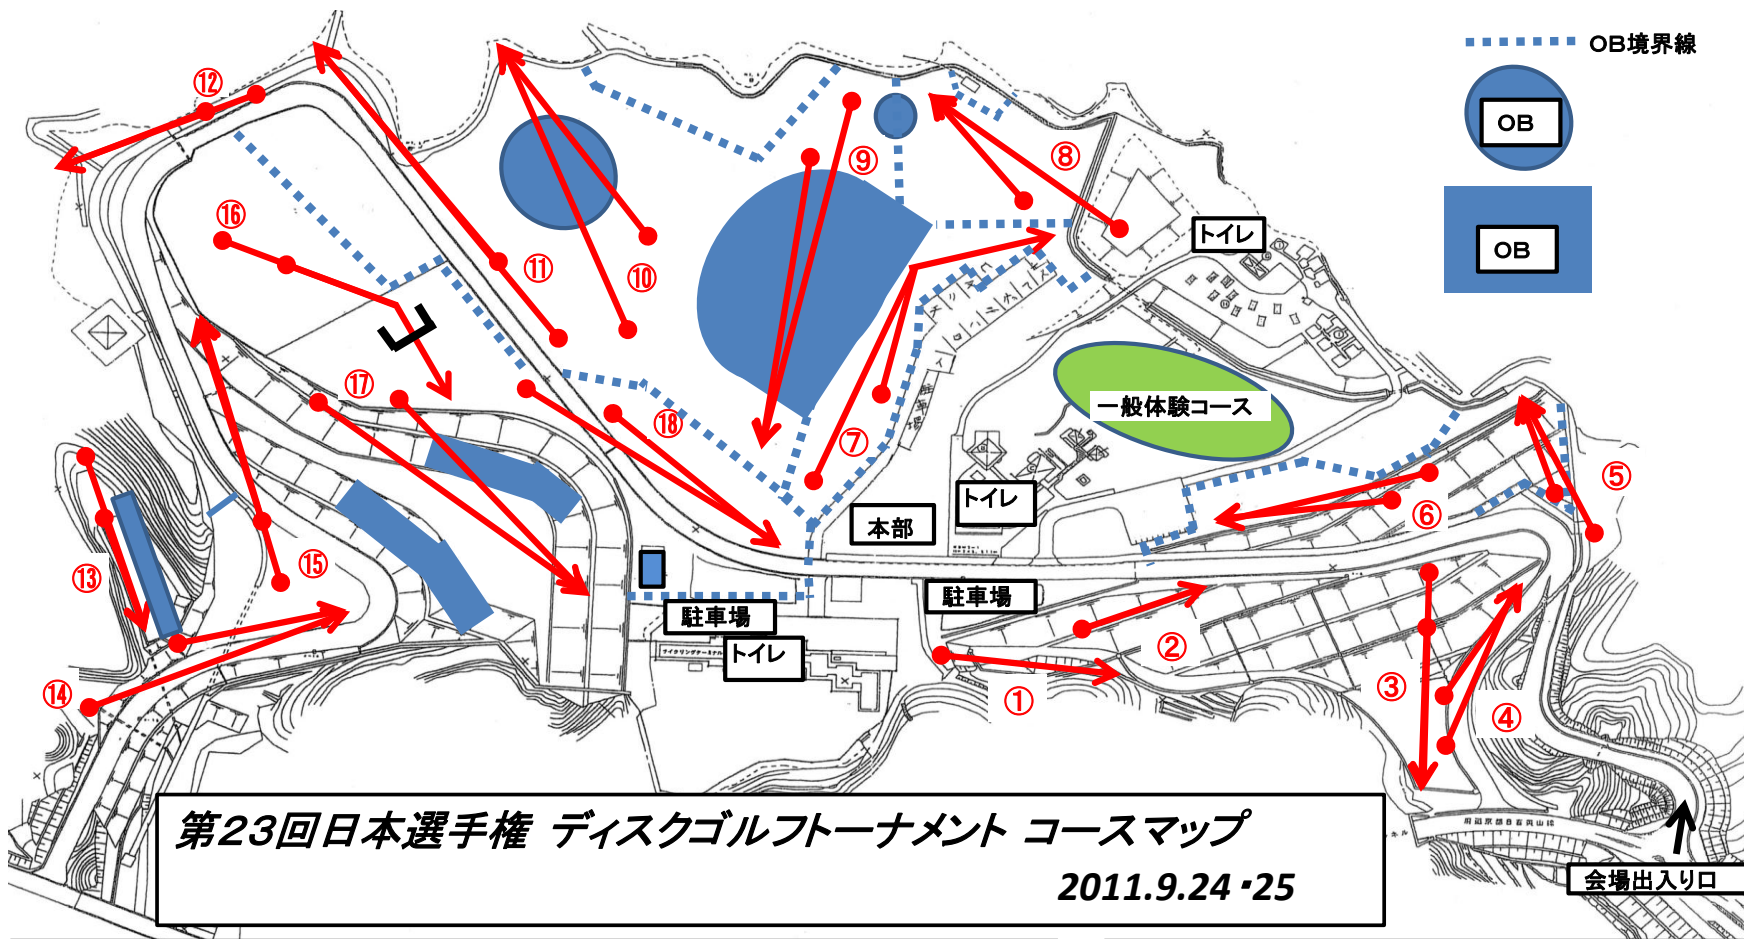 OB境界線
OB
OB
⑫
⑨
⑧
⑯
⑪
⑩
トイレ
⑰
⑱
⑦
一般体験コース
⑤
⑥
トイレ
本部
⑬
⑮
駐車場
駐車場
トイレ
②
①
③
④
⑭
第23回日本選手権 ディスクゴルフトーナメント コースマップ
2011.9.24・25
会場出入り口